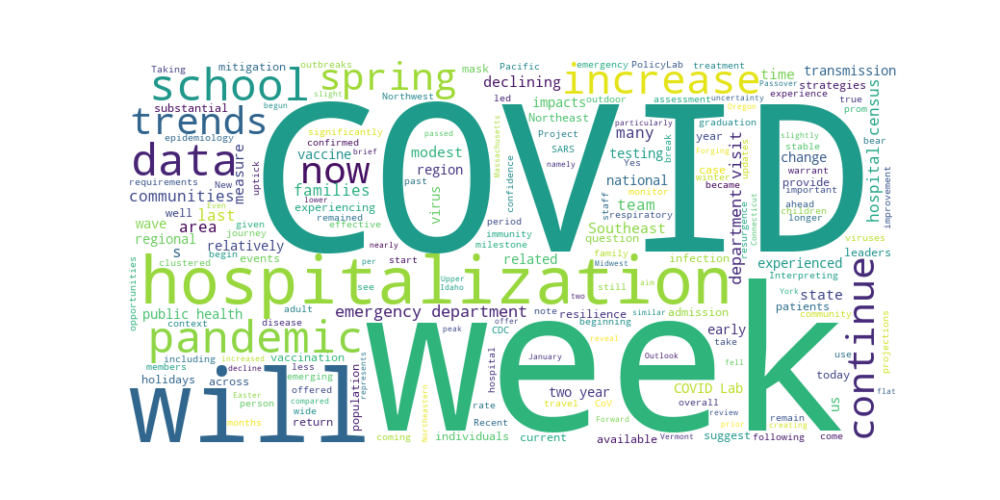 Taking
mitigation
outbreaks
spring
mask
Pacific
emergency
PolicyLab
treatment
school
declining
increase
time
transmission
substantial
Northwest
led
outdoor
assessment
uncertainty
Passover
strategies
begun
slight
COVID
impacts
particularly
Oregon
experience
true
trends
significantly
passed
Massachusetts
Northeast
graduation
prom
census
epidemiology
confirmed
Project
many
year
slightly
bear
vaccine
brief
modest
SARS
testing
break
stable
data
measure
uptick
now
region
confidence
namely
Yes
case
Forging
updates
change
hospital
requirements
New
lower
past
virus
national
winter
warrant
improvement
communities
Even
families
experiencing
respiratory
staff
monitor
became
department visit
provide
important
well
last
remained
effective
period
team
children
ahead
wave
area
given
immunity
Southeast
resurgence
Connecticut
longer
regional
journey
relatively
milestone
question
leaders
s
events
begin
nearly
start
related
family
infection
viruses
opportunities
clustered
hospitalization
Midwest
still
experienced
Interpreting
per
see
Upper
Idaho
two
aim
York
state
patients
public health
adult
emergency department
note
resilience
admission
community
continue
context
disease
peak
offer
CDC
beginning
similar
reveal
early
take
projections
pandemic
Week
including
increased
vaccination
January
Outlook
fell
use
members
decline
less
emerging
population
represents
hospital
today
flat
holidays
across
offered
two year
COVID Lab
us
will
Easter
person
compared
wide
rate
travel
CoV
overall
review
remain
months
return
Recent
Northeastern
Forward
Vermont
prior
creating
coming
individuals
current
available
suggest
following
come